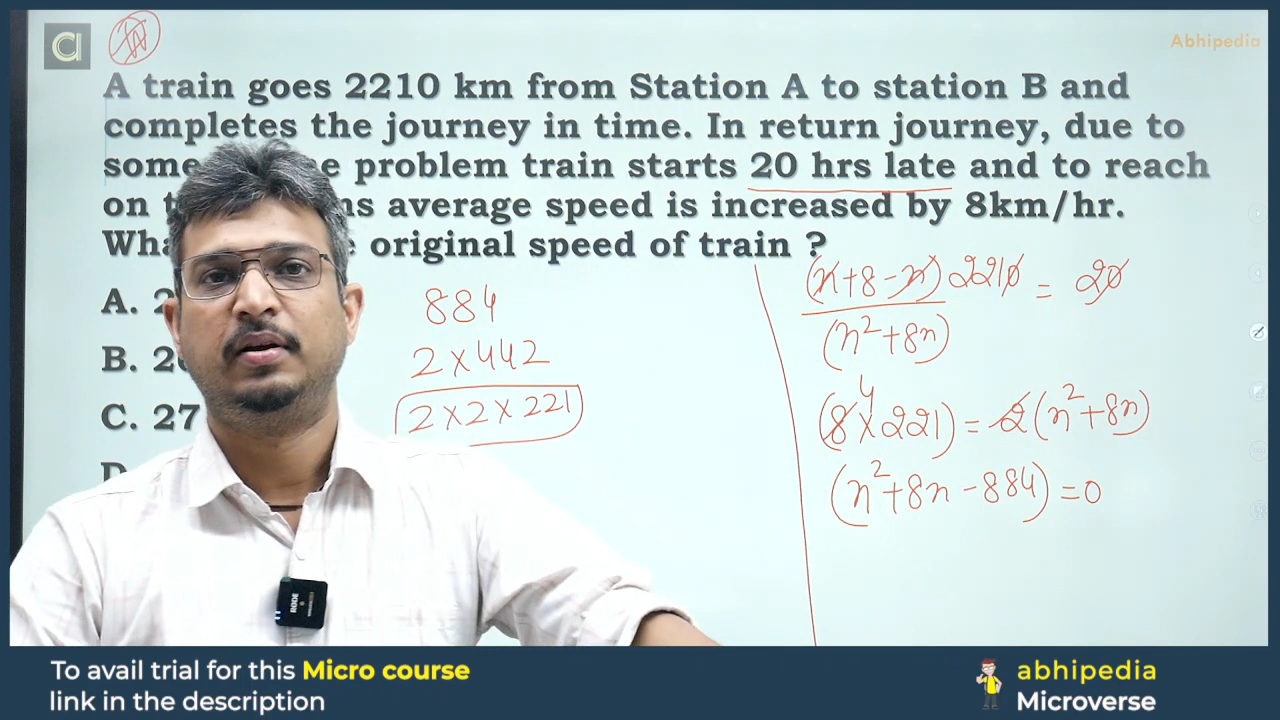 Abhipedia
A train goes 2210 km from Station A to station B and
completes the journey in time. In return journey, due to
some problem train starts 20 hrs late and to reach
on average speed is increased by 8km/hr.
original speed of train ?
A. 2
B. 2
C. 27
D
884
2×442
2×2×221
(x+8-x)2210 = 20
(x²+8x)
4
(8×221)=2(x²+8x)
(x²+8x-884)=0
RODE
To avail trial for this Micro course
link in the description
abhipedia
Microverse